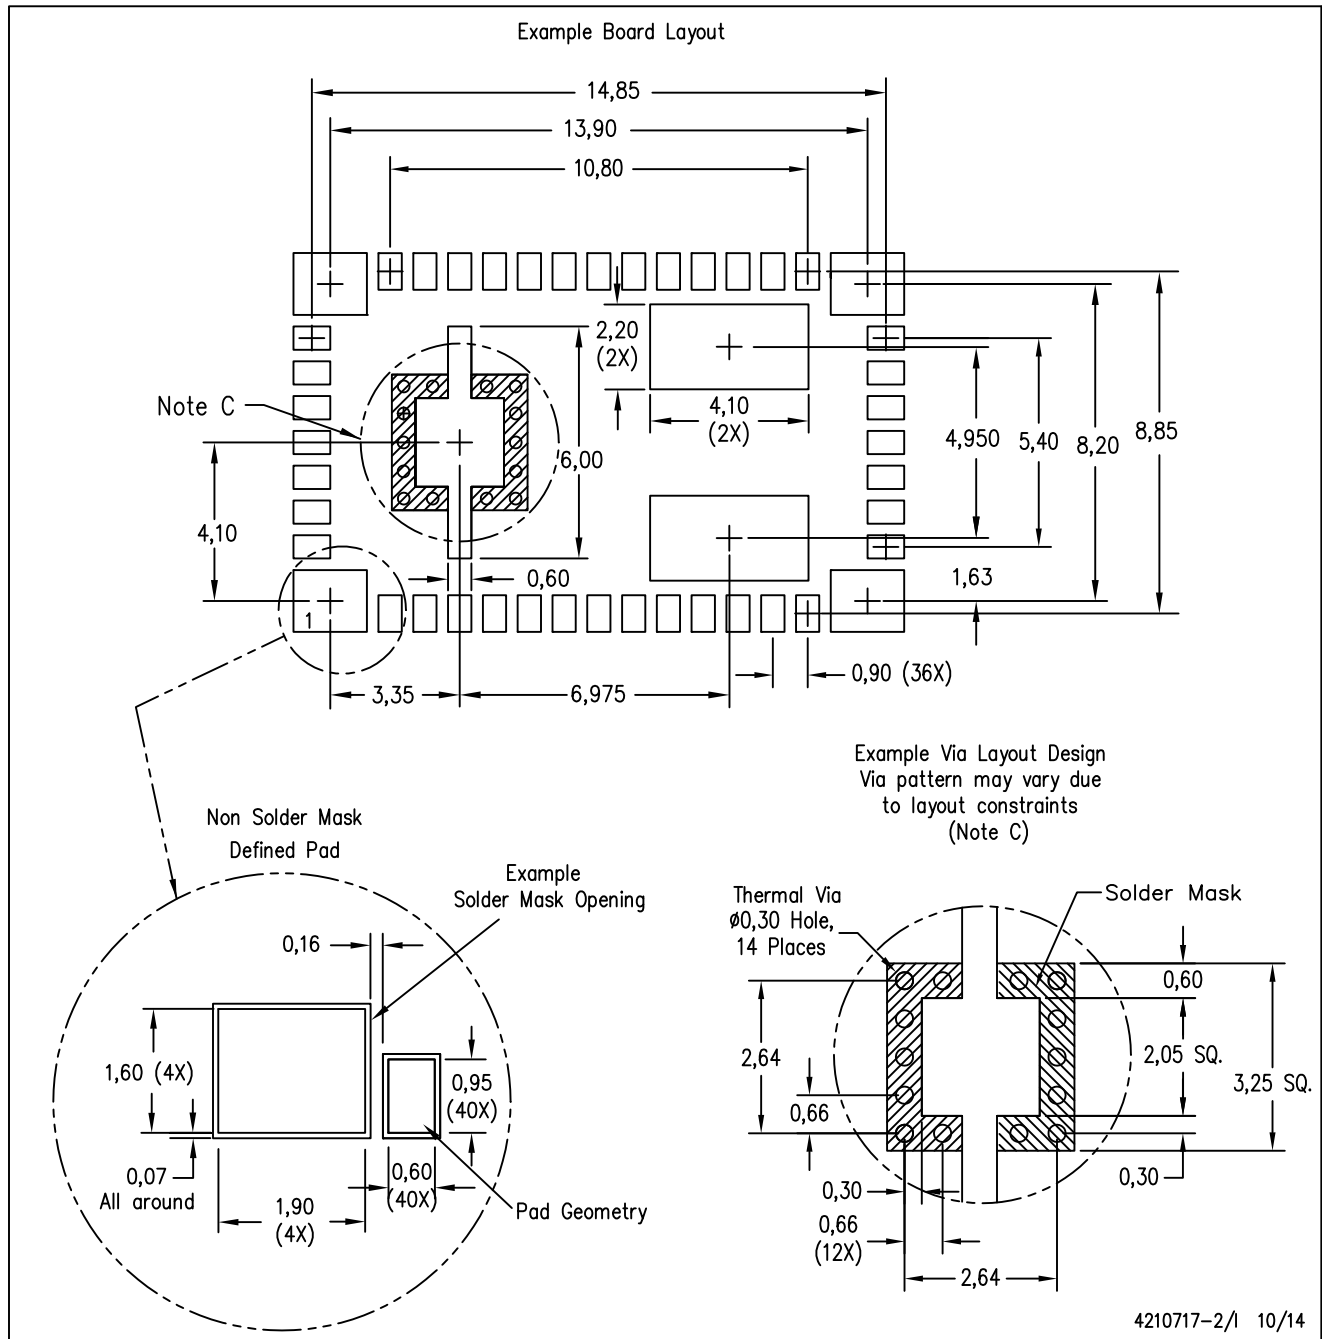 Example Board Layout
14,85
13,90
10,80
2,20
(2X)
4,10
(2X)
Note C
6,00
4,950
5,40
8,20
8,85
4,10
0,60
1,63
1
0,90 (36X)
3,35
6,975
Example Via Layout Design
Via pattern may vary due
to layout constraints
(Note C)
Non Solder Mask
Defined Pad
Example
Solder Mask Opening
0,16
1,60 (4X)
0,95
(40X)
0,07
All around
0,60
(40X)
1,90
(4X)
Pad Geometry
Thermal Via
ø0,30 Hole,
14 Places
Solder Mask
0,60
2,64
2,05 SQ.
3,25 SQ.
0,66
0,30
0,30
0,66
(12X)
2,64
4210717-2/I 10/14